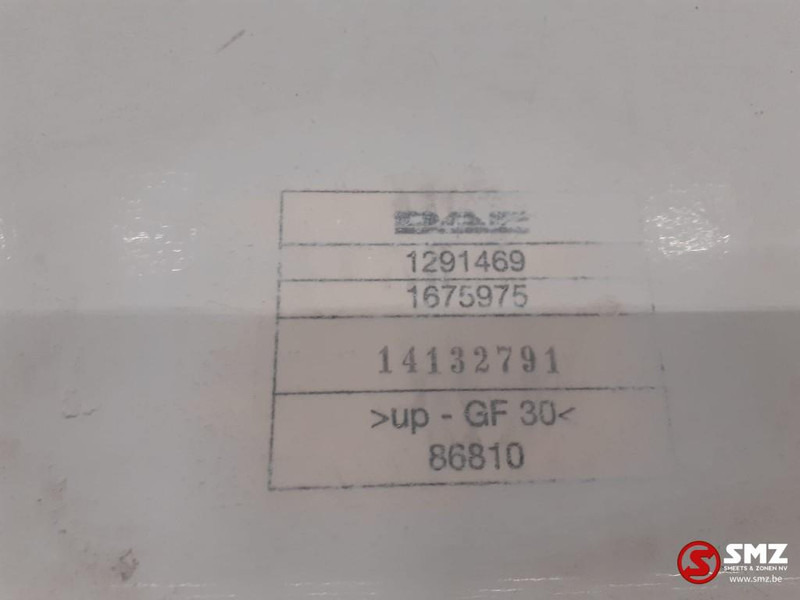 DAF
1291469
1675975
14132791
>up - GF 30<
86810
SMZ
SMEETS & ZONEN NV
www.smz.be